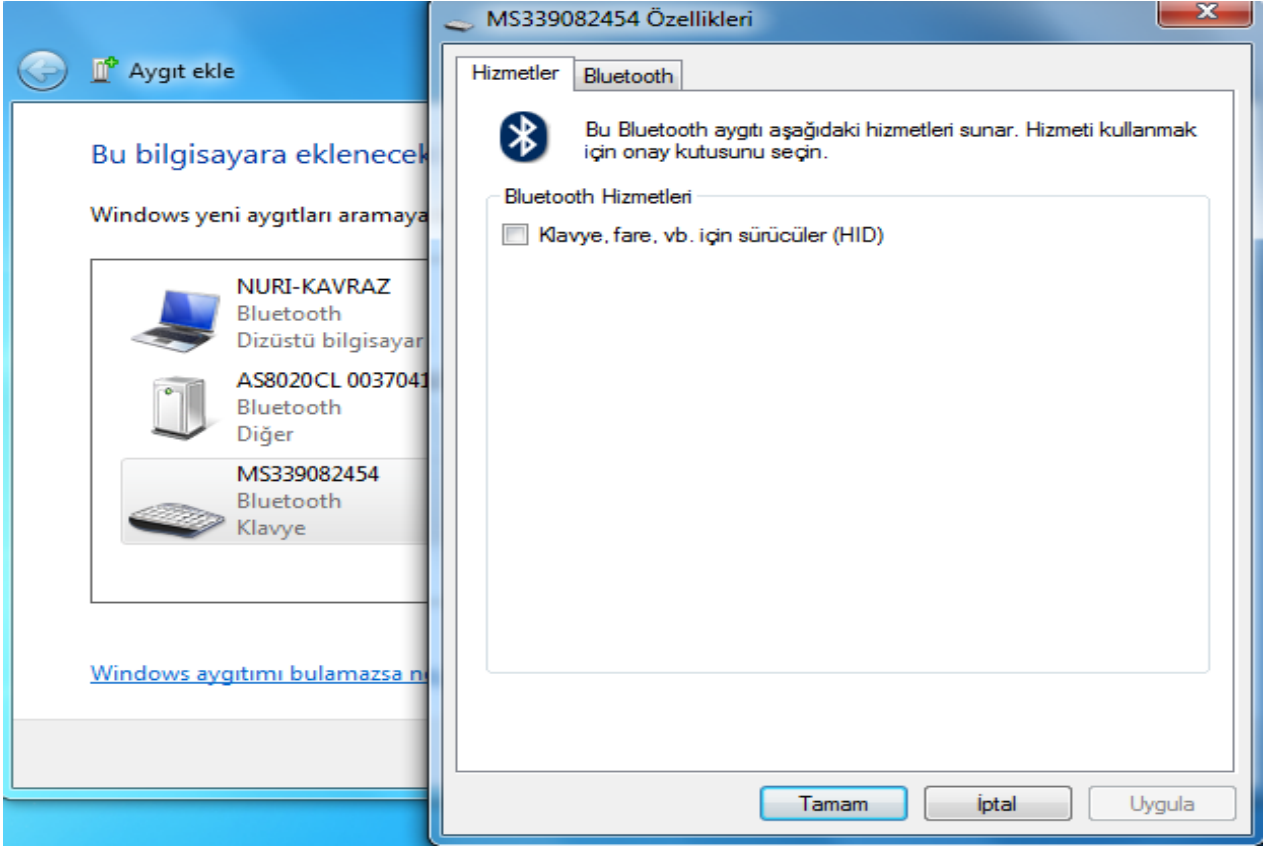 Aygıt ekle
Bu bilgisayara eklenecek
Windows yeni aygıtları aramaya
NURI-KAVRAZ
Bluetooth
Dizüstü bilgisayar
AS8020CL 0037041
Bluetooth
Diğer
MS339082454
Bluetooth
Klavye
Windows aygıtımı bulamazsa
MS339082454 Özellikleri
Hizmetler
Bluetooth
Bu Bluetooth aygıtı aşağıdaki hizmetleri sunar. Hizmeti kullanmak
için onay kutusunu seçin.
Bluetooth Hizmetleri
Klavye, fare, vb. için sürücüler (HID)
Tamam
İptal
Uygula